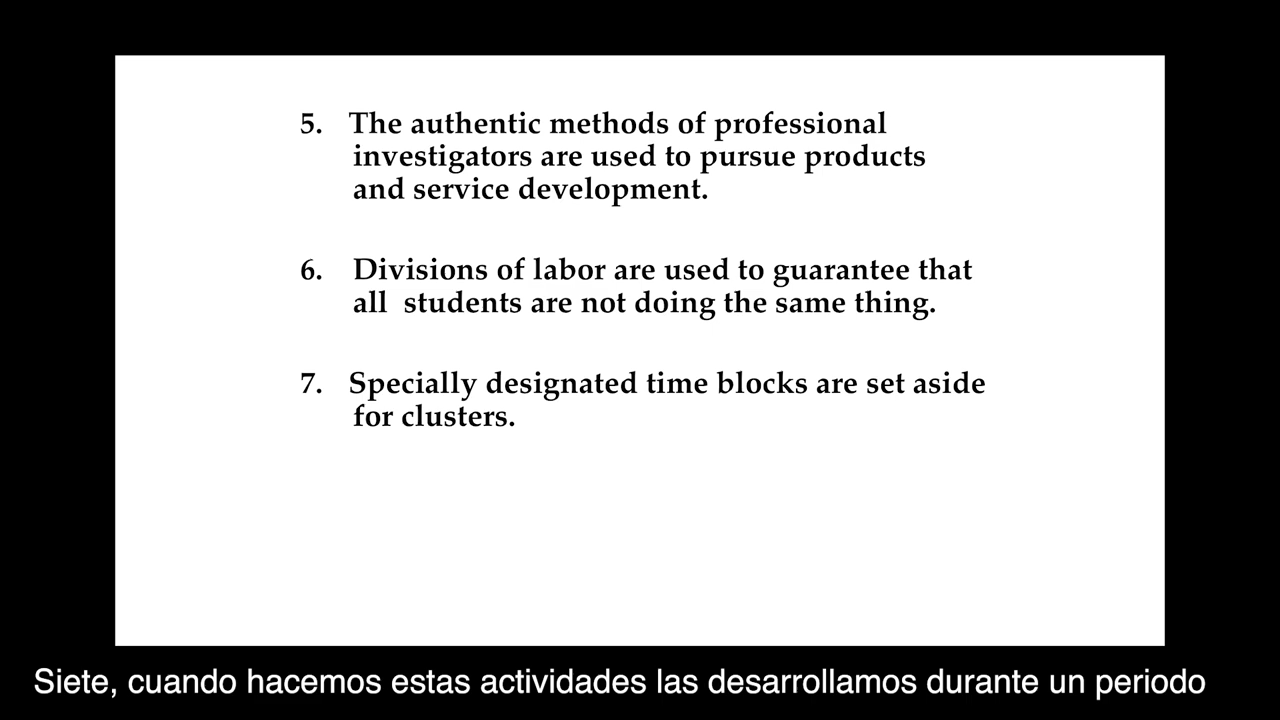 5. The authentic methods of professional
investigators are used to pursue products
and service development.
6. Divisions of labor are used to guarantee that
all students are not doing the same thing.
7. Specially designated time blocks are set aside
for clusters.
Siete, cuando hacemos estas actividades las desarrollamos durante un periodo